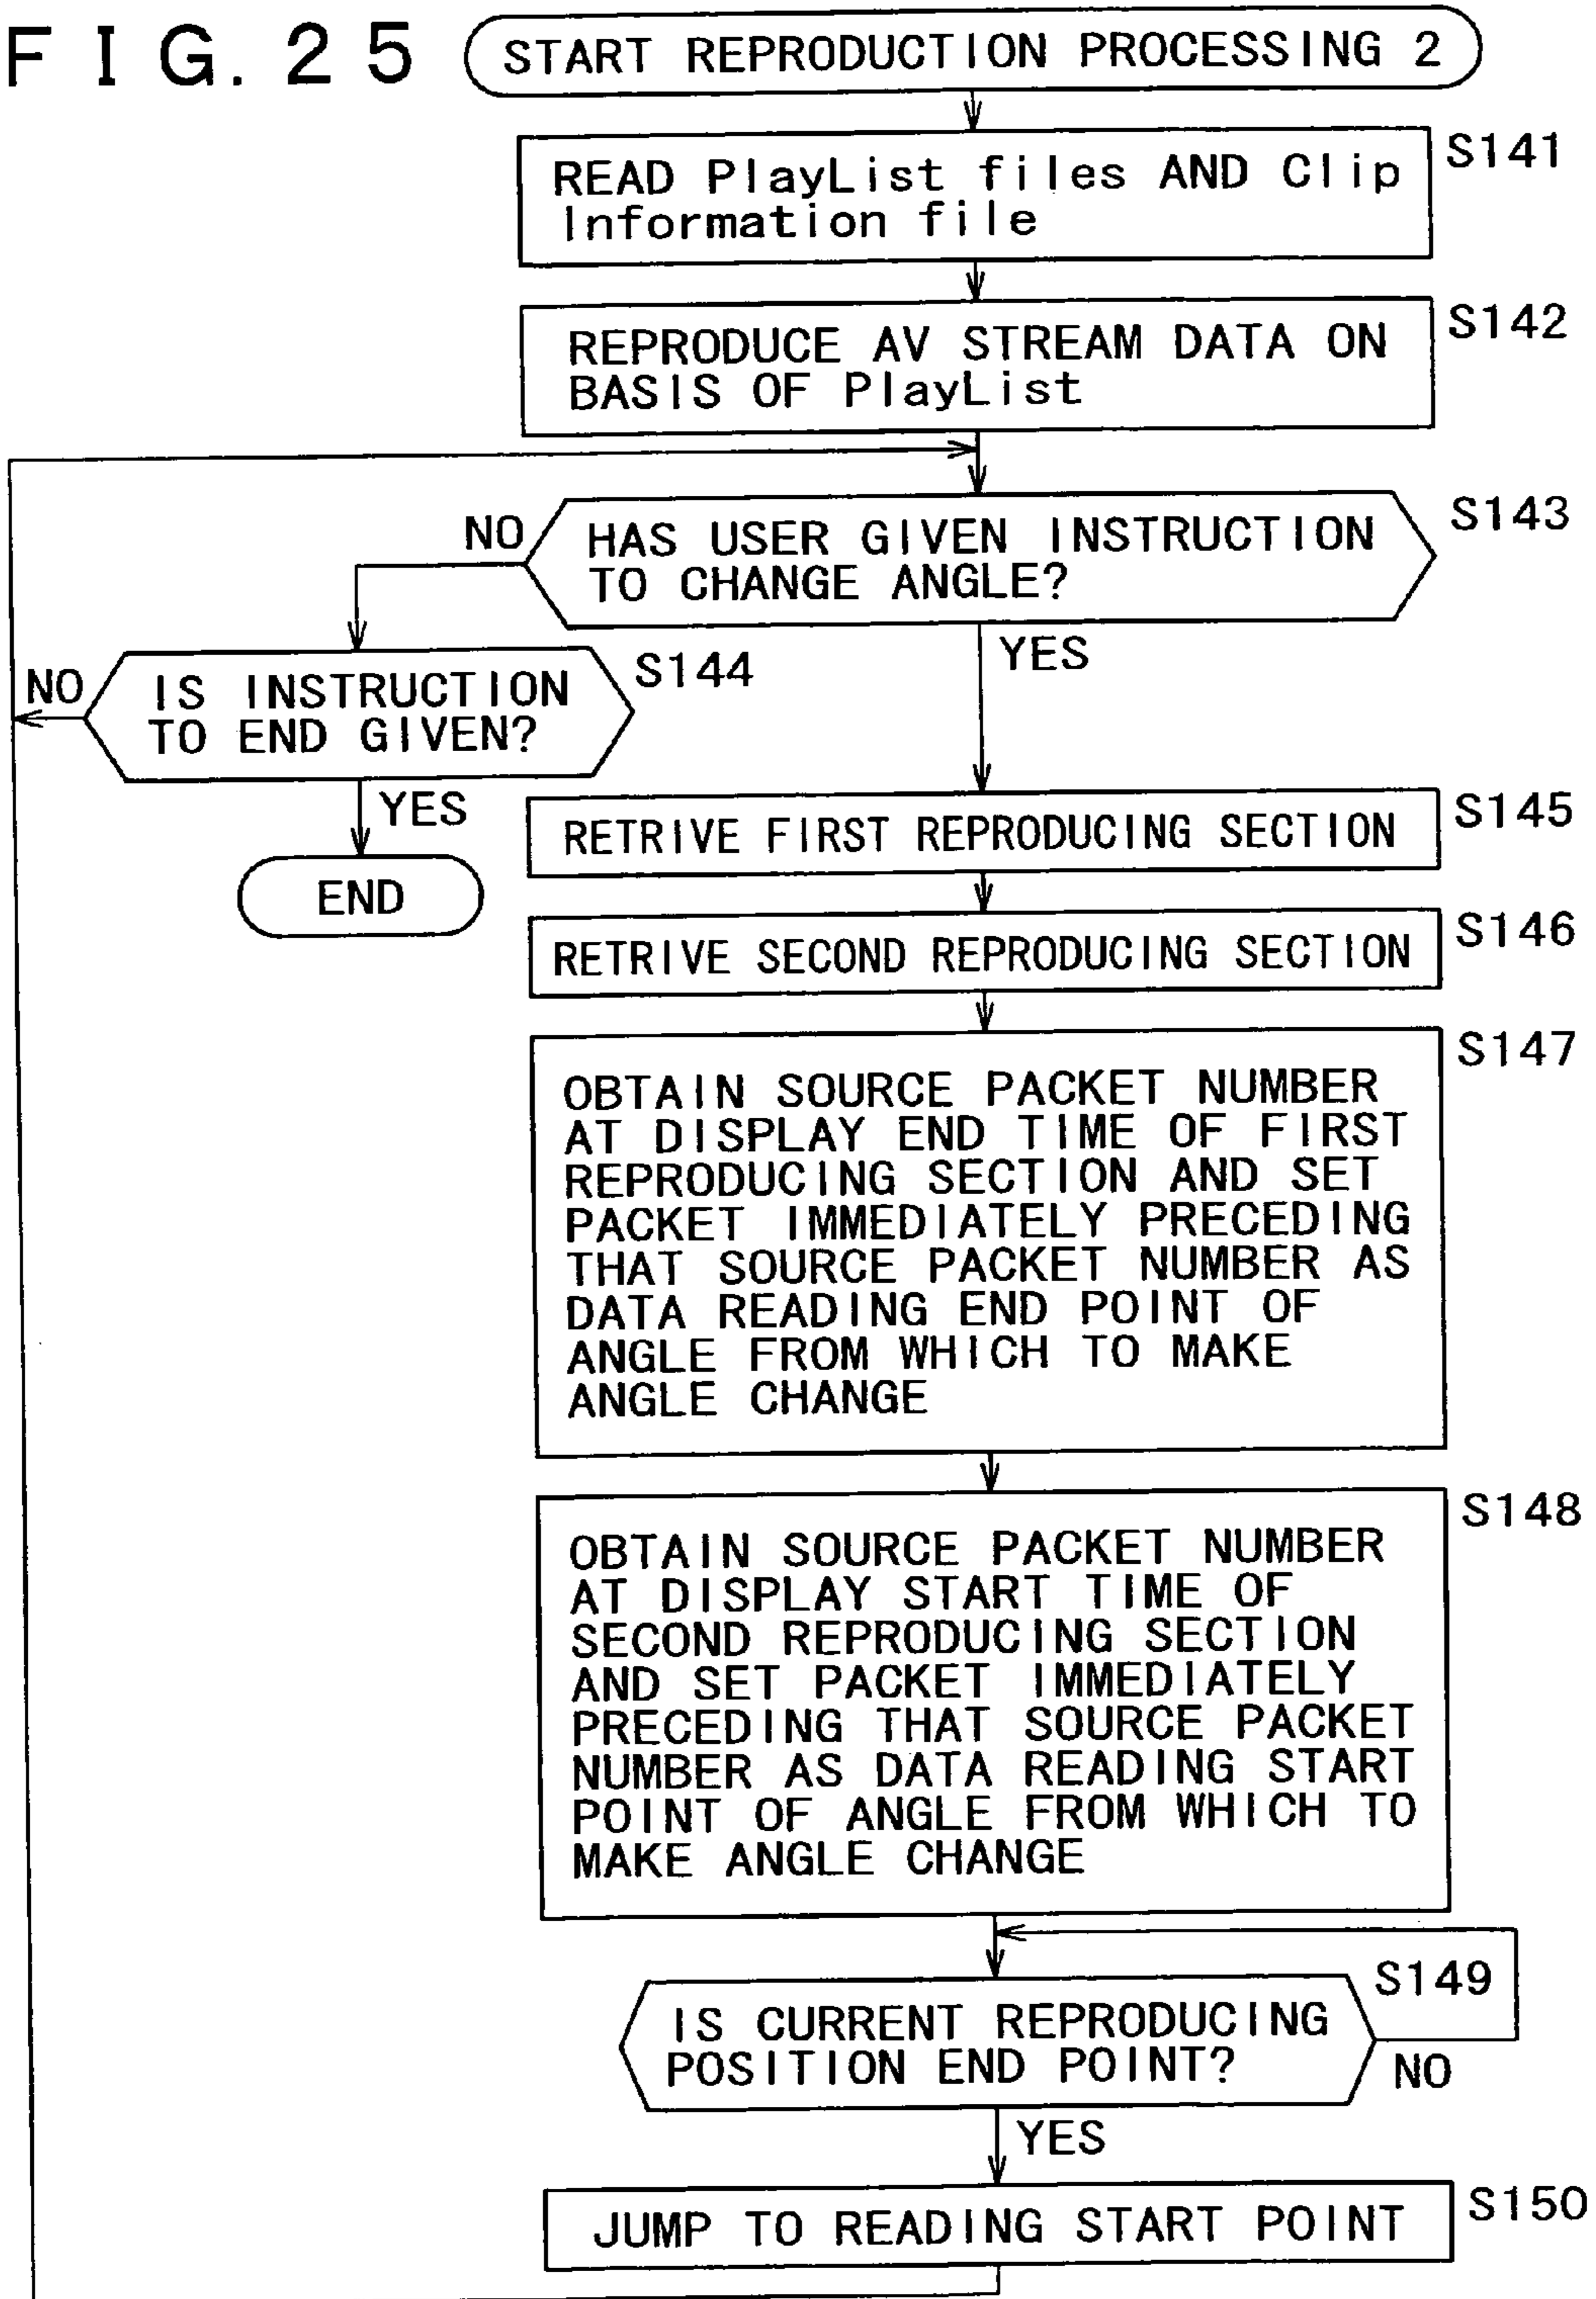 FIG. 25
START REPRODUCTION PROCESSING 2
S141
READ PlayList files AND Clip
Information file
S142
REPRODUCE AV STREAM DATA ON
BASIS OF PlayList
S143
NO
HAS USER GIVEN INSTRUCTION
TO CHANGE ANGLE?
YES
S144
NO
IS INSTRUCTION
TO END GIVEN?
YES
END
S145
RETRIVE FIRST REPRODUCING SECTION
S146
RETRIVE SECOND REPRODUCING SECTION
S147
OBTAIN SOURCE PACKET NUMBER
AT DISPLAY END TIME OF FIRST
REPRODUCING SECTION AND SET
PACKET IMMEDIATELY PRECEDING
THAT SOURCE PACKET NUMBER AS
DATA READING END POINT OF
ANGLE FROM WHICH TO MAKE
ANGLE CHANGE
S148
OBTAIN SOURCE PACKET NUMBER
AT DISPLAY START TIME OF
SECOND REPRODUCING SECTION
AND SET PACKET IMMEDIATELY
PRECEDING THAT SOURCE PACKET
NUMBER AS DATA READING START
POINT OF ANGLE FROM WHICH TO
MAKE ANGLE CHANGE
S149
IS CURRENT REPRODUCING
POSITION END POINT?
NO
YES
S150
JUMP TO READING START POINT